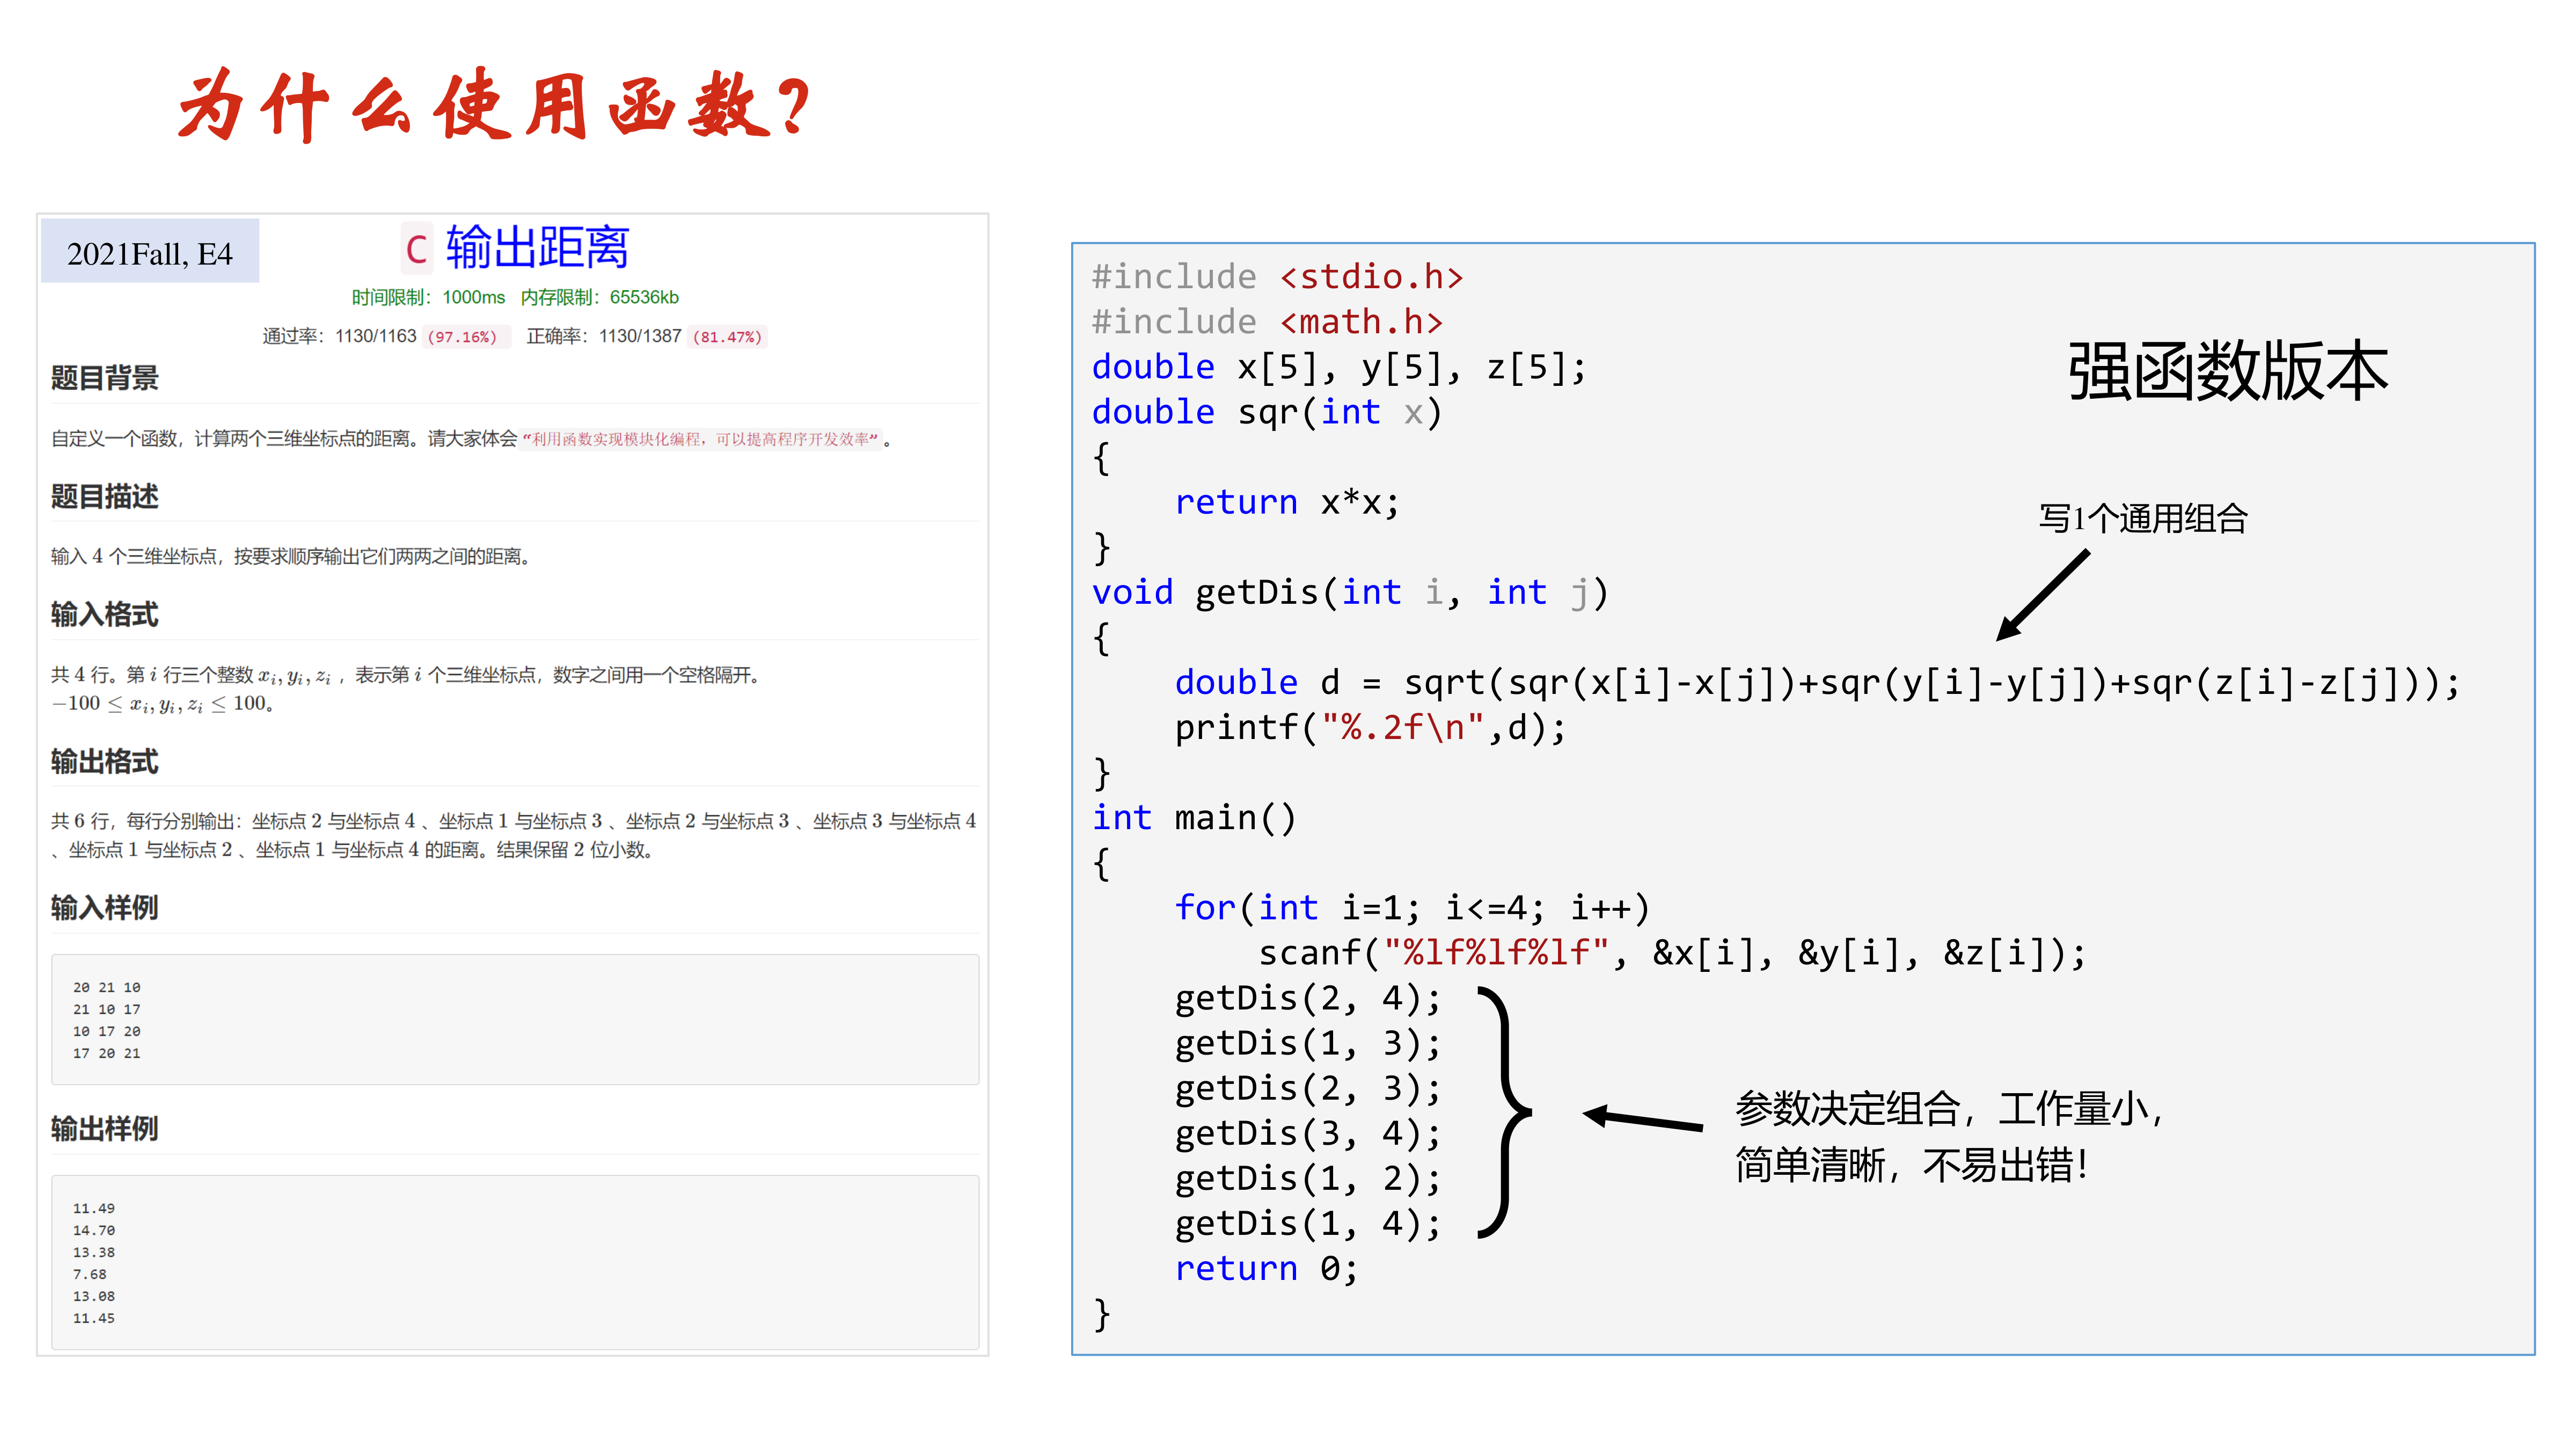 为什么使用函数？
2021Fall, E4
C 输出距离
时间限制：1000ms 内存限制：65536kb
通过率：1130/1163 (97.16%) 正确率：1130/1387 (81.47%)
题目背景
自定义一个函数，计算两个三维坐标点的距离。请大家体会“利用函数实现模块化编程，可以提高程序开发效率”。
题目描述
输入 4 个三维坐标点，按要求顺序输出它们两两之间的距离。
输入格式
共 4 行。第 i 行三个整数 xi, yi, zi ，表示第 i 个三维坐标点，数字之间用一个空格隔开。
−100 ≤ xi, yi, zi ≤ 100。
输出格式
共 6 行，每行分别输出：坐标点 2 与坐标点 4 、坐标点 1 与坐标点 3 、坐标点 2 与坐标点 3 、坐标点 3 与坐标点 4
、坐标点 1 与坐标点 2 、坐标点 1 与坐标点 4 的距离。结果保留 2 位小数。
输入样例
20 21 10
21 10 17
10 17 20
17 20 21
输出样例
11.49
14.70
13.38
7.68
13.08
11.45
#include <stdio.h>
#include <math.h>
double x[5], y[5], z[5];
double sqr(int x)
{
    return x*x;
}
void getDis(int i, int j)
{
    double d = sqrt(sqr(x[i]-x[j])+sqr(y[i]-y[j])+sqr(z[i]-z[j]));
    printf("%.2f\n",d);
}
int main()
{
    for(int i=1; i<=4; i++)
        scanf("%lf%lf%lf", &x[i], &y[i], &z[i]);
    getDis(2, 4);
    getDis(1, 3);
    getDis(2, 3);
    getDis(3, 4);
    getDis(1, 2);
    getDis(1, 4);
    return 0;
}
强函数版本
写1个通用组合
参数决定组合，工作量小，
简单清晰，不易出错！